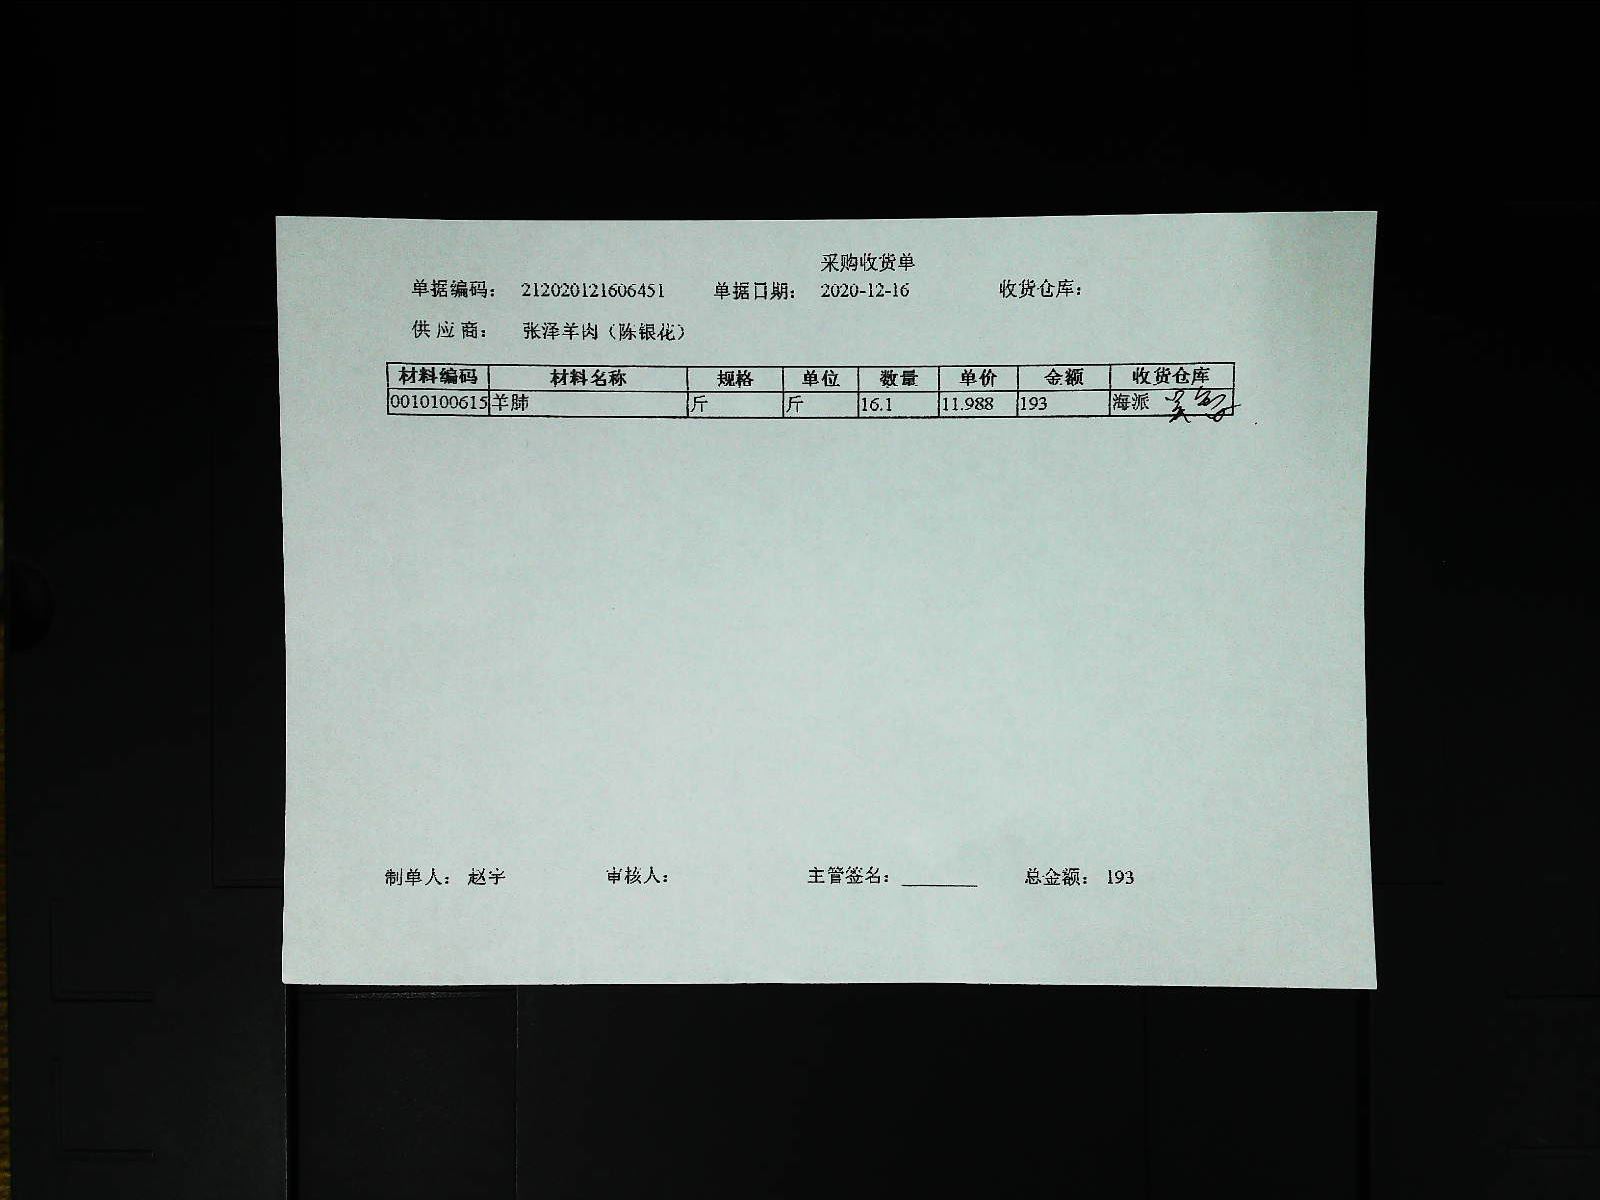 采购收货单
单据编码: 212020121606451 单据日期: 2020-12-16 收货仓库:
供应商: 张泽羊肉（陈银花）
材料编码 材料名称 规格 单位 数量 单价 金额 收货仓库
0010100615 羊肺 斤 斤 16.1 11.988 193 海派
制单人: 赵宇 审核人: 主管签名: ________ 总金额: 193